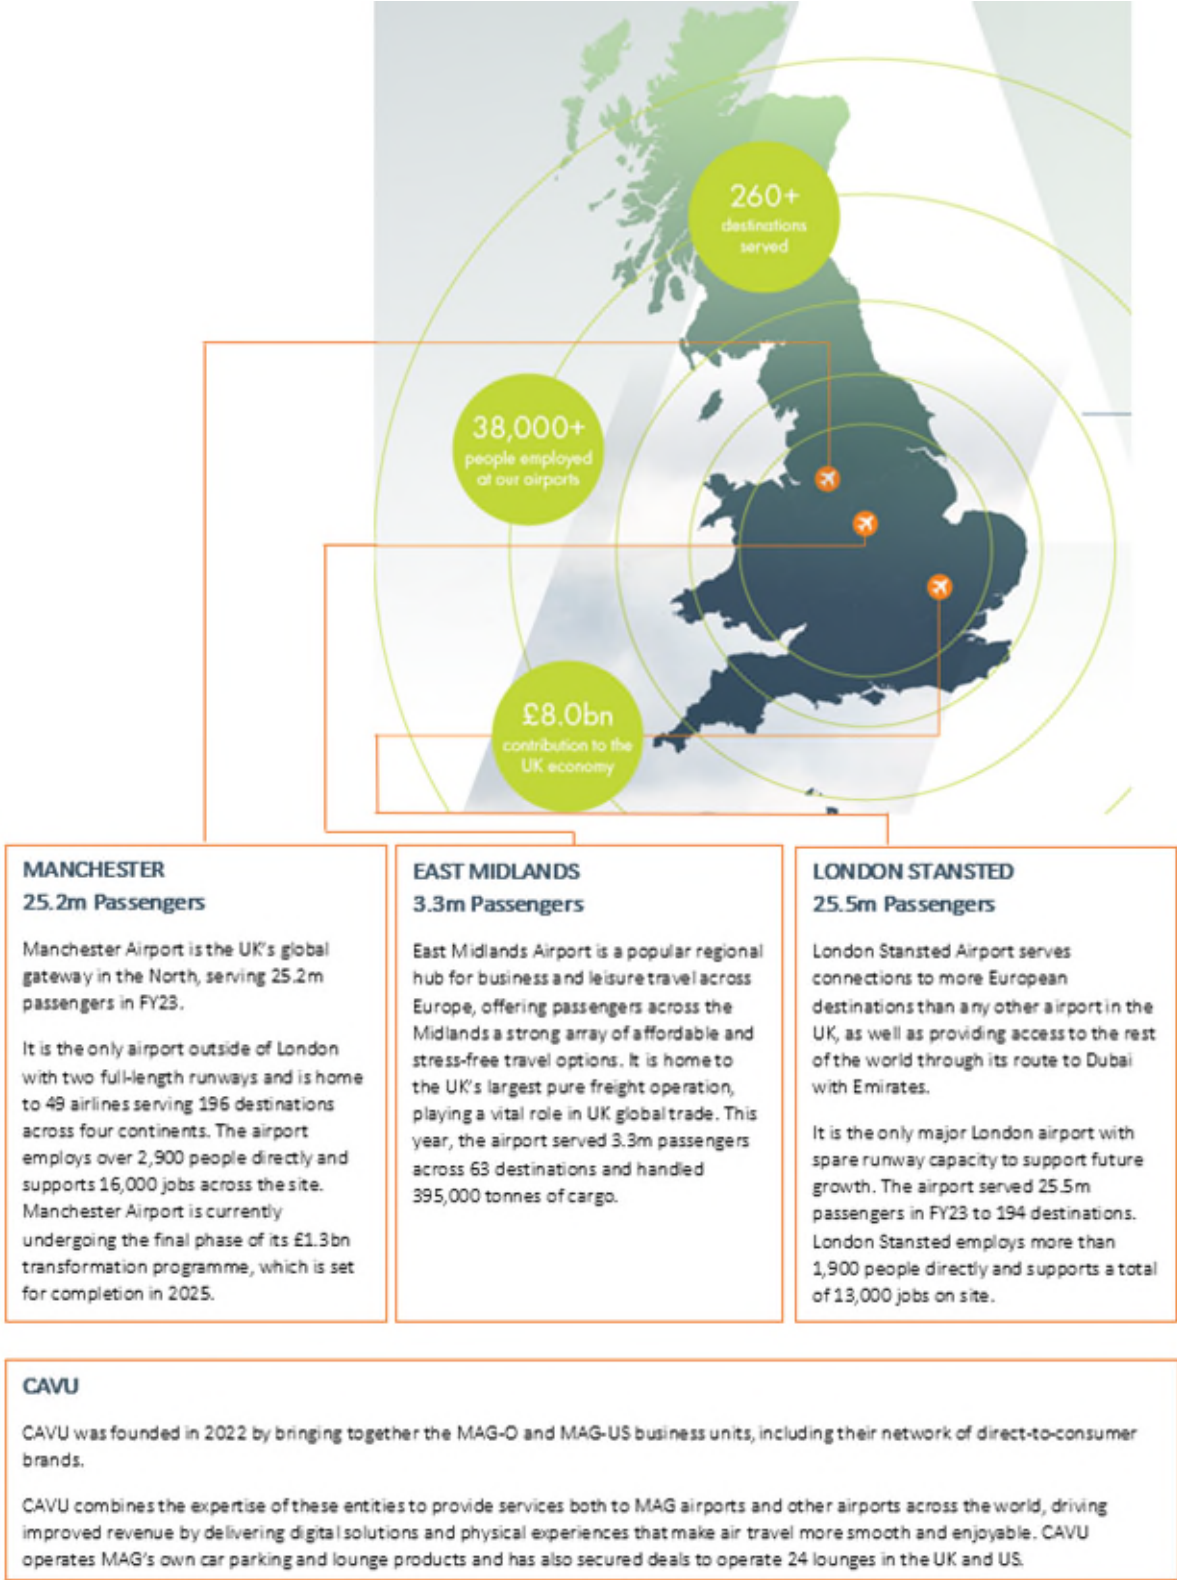 260+
destinations
served
38,000+
people employed
at our airports
£8.0bn
contribution to the
UK economy
MANCHESTER
25.2m Passengers
Manchester Airport is the UK's global
gateway in the North, serving 25.2m
passengers in FY23.
It is the only airport outside of London
with two full-length runways and is home
to 49 airlines serving 196 destinations
across four continents. The airport
employs over 2,900 people directly and
supports 16,000 jobs across the site.
Manchester Airport is currently
undergoing the final phase of its £1.3bn
transformation programme, which is set
for completion in 2025.
EAST MIDLANDS
3.3m Passengers
East Midlands Airport is a popular regional
hub for business and leisure travel across
Europe, offering passengers across the
Midlands a strong array of affordable and
stress-free travel options. It is home to
the UK's largest pure freight operation,
playing a vital role in UK global trade. This
year, the airport served 3.3m passengers
across 63 destinations and handled
395,000 tonnes of cargo.
LONDON STANSTED
25.5m Passengers
London Stansted Airport serves
connections to more European
destinations than any other airport in the
UK, as well as providing access to the rest
of the world through its route to Dubai
with Emirates.
It is the only major London airport with
spare runway capacity to support future
growth. The airport served 25.5m
passengers in FY23 to 194 destinations.
London Stansted employs more than
1,900 people directly and supports a total
of 13,000 jobs on site.
CAVU
CAVU was founded in 2022 by bringing together the MAG-O and MAG-US business units, including their network of direct-to-consumer
brands.
CAVU combines the expertise of these entities to provide services both to MAG airports and other airports across the world, driving
improved revenue by delivering digital solutions and physical experiences that make air travel more smooth and enjoyable. CAVU
operates MAG's own car parking and lounge products and has also secured deals to operate 24 lounges in the UK and US.